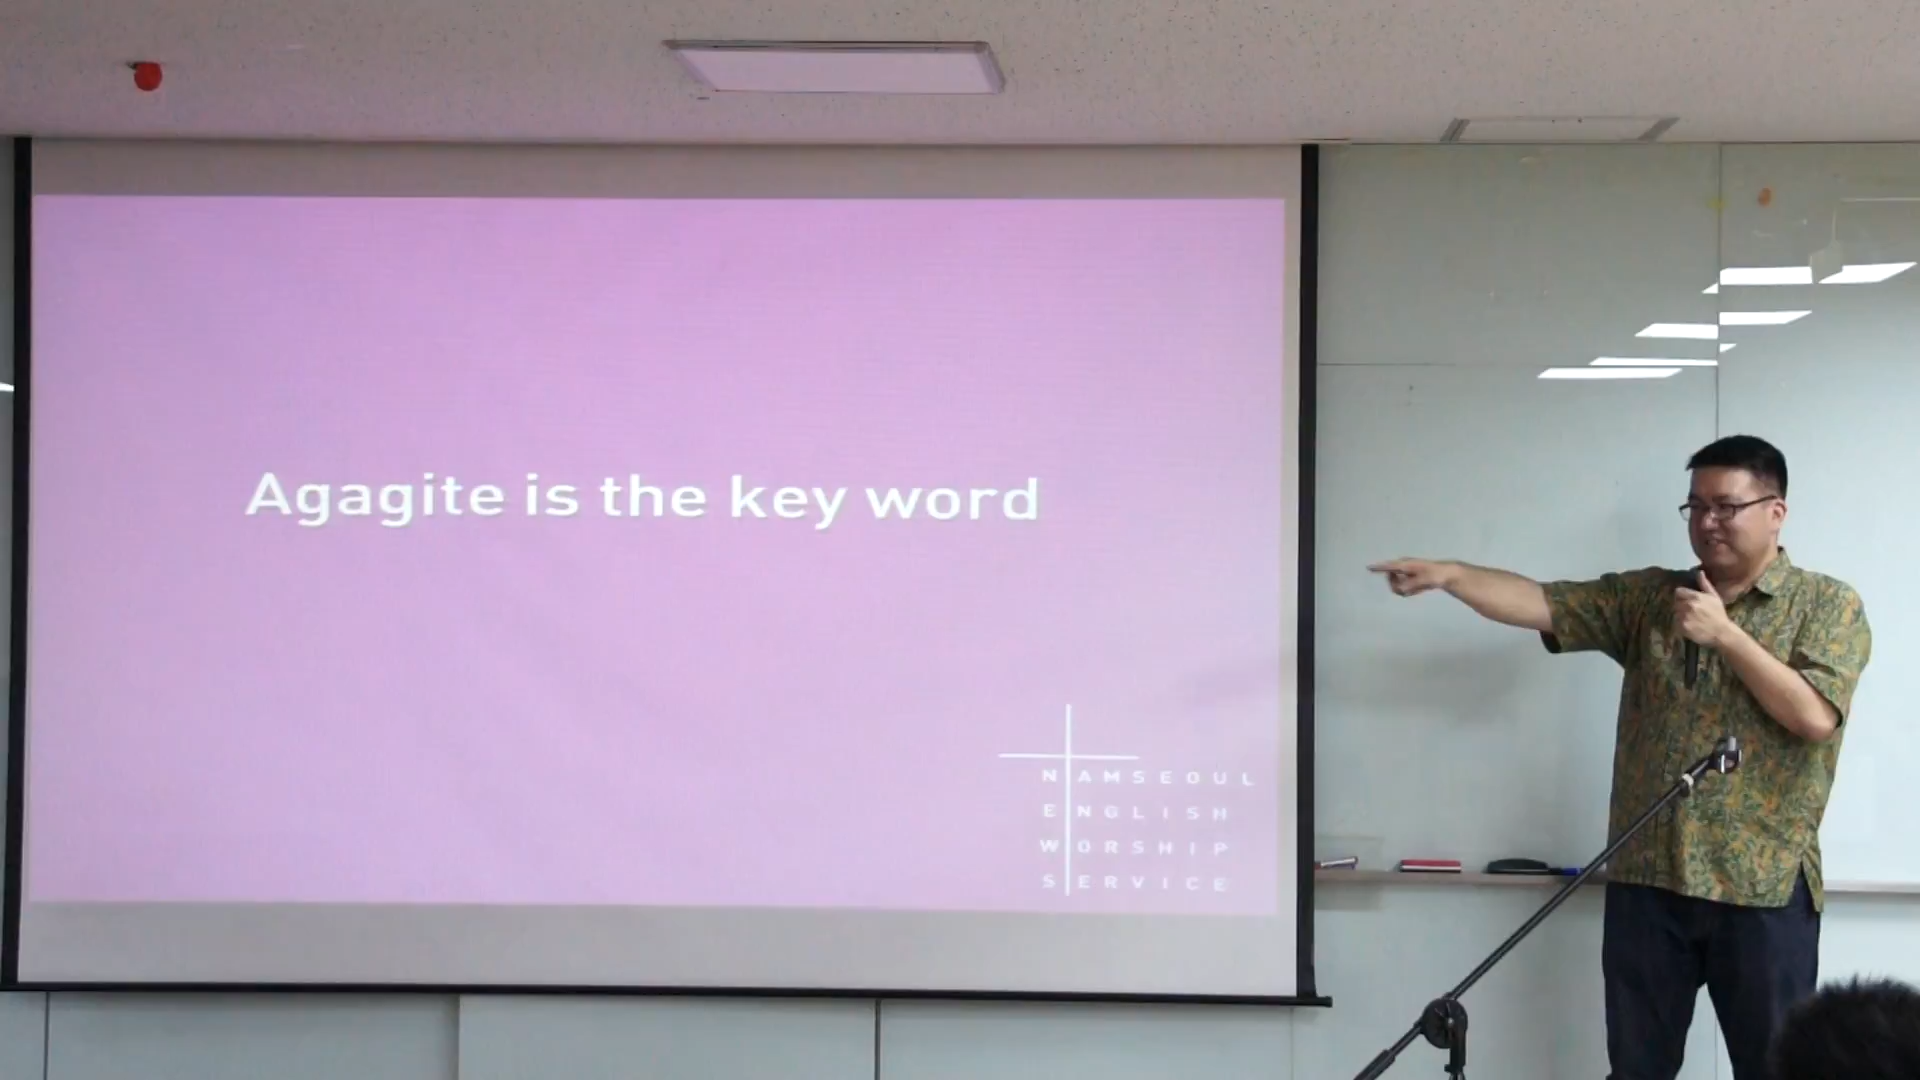 Agagite is the key word
NAMSEOUL
ENGLISH
WORSHIP
SERVICE